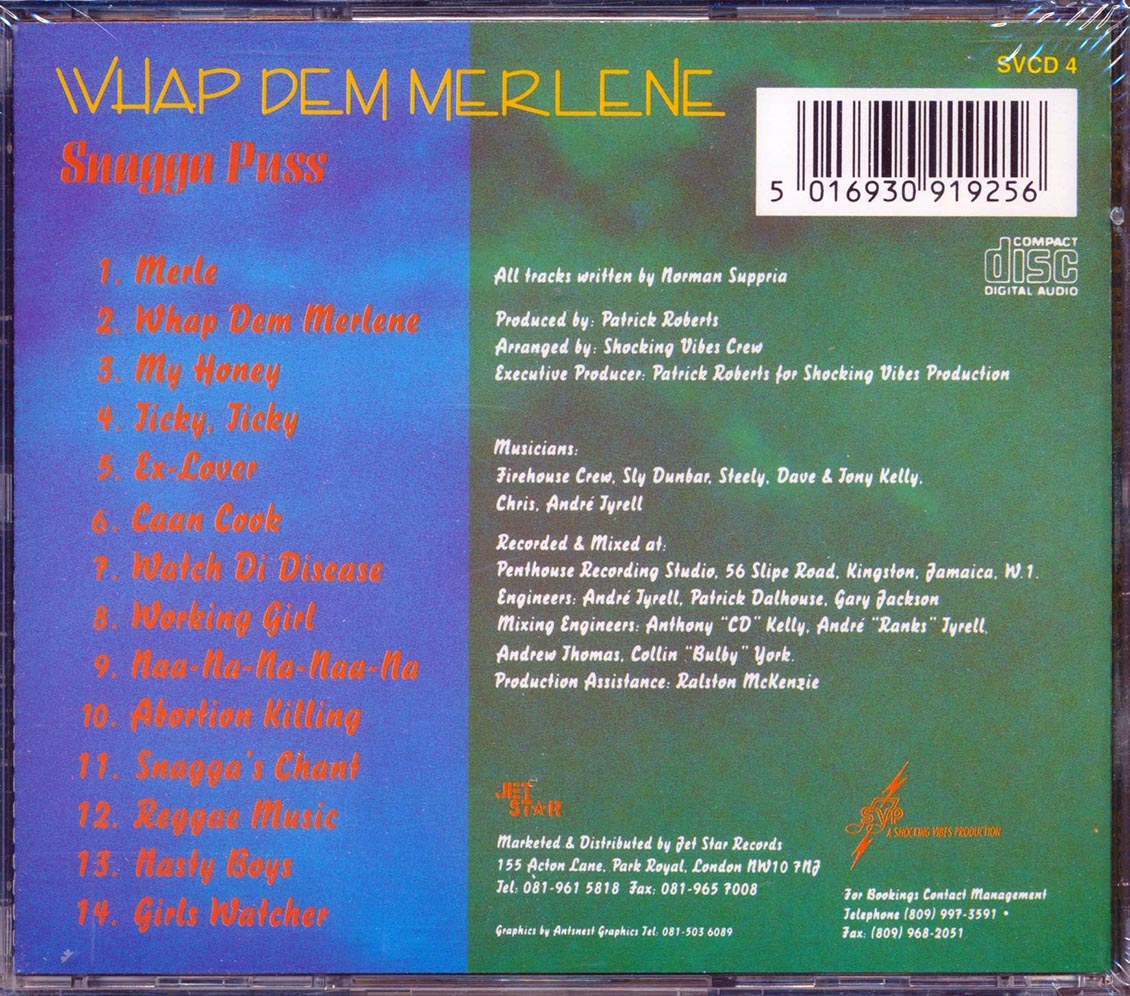 WHAP DEM MERLENE
Snagga Puss
SVCD 4
5 016930 919256
COMPACT
disc
DIGITAL AUDIO
1. Merle
2. Whap Dem Merlene
3. My Honey
4. Ticky, Ticky
5. Ex-Lover
6. Caan Cook
7. Watch Di Disease
8. Working Girl
9. Naa-Na-Na-Naa-Na
10. Abortion Killing
11. Snagga's Chant
12. Reggae Music
13. Nasty Boys
14. Girls Watcher
All tracks written by Norman Suppria
Produced by: Patrick Roberts
Arranged by: Shocking Vibes Crew
Executive Producer: Patrick Roberts for Shocking Vibes Production
Musicians:
Firehouse Crew, Sly Dunbar, Steely, Dave & Tony Kelly,
Chris, André Tyrell
Recorded & Mixed at:
Penthouse Recording Studio, 56 Slipe Road, Kingston, Jamaica, W.1.
Engineers: André Tyrell, Patrick Dalhouse, Gary Jackson
Mixing Engineers: Anthony "CD" Kelly, André "Ranks" Tyrell,
Andrew Thomas, Collin "Bulby" York.
Production Assistance: Ralston McKenzie
JET
STAR
Marketed & Distributed by Jet Star Records
155 Acton Lane, Park Royal, London NW10 7NJ
Tel: 081-961 5818 Fax: 081-965 7008
Graphics by Antsnest Graphics Tel: 081-503 6089
SVP
A SHOCKING VIBES PRODUCTION
For Bookings Contact Management
Telephone (809) 997-3591 •
Fax: (809) 968-2051